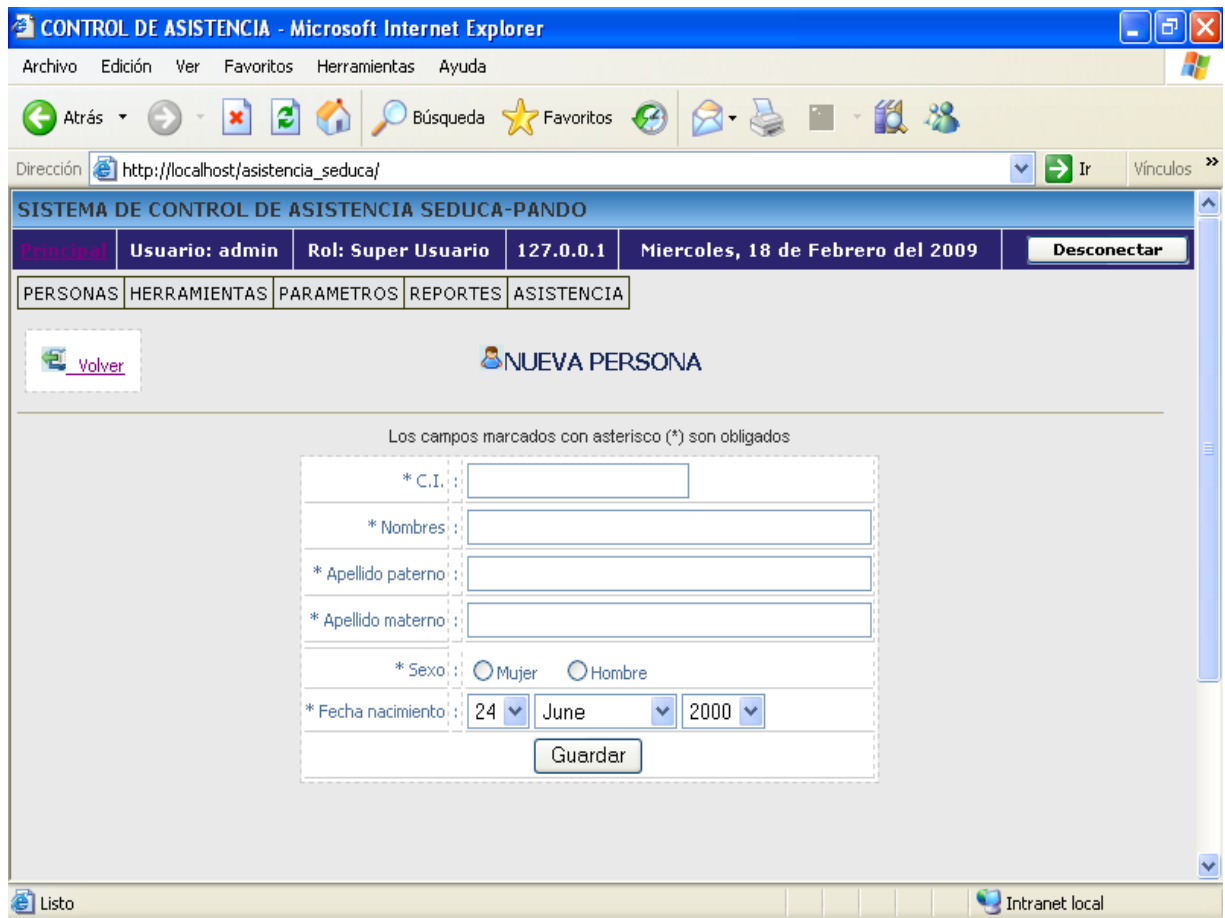 CONTROL DE ASISTENCIA - Microsoft Internet Explorer
Archivo Edición Ver Favoritos Herramientas Ayuda
Atrás Búsqueda Favoritos
Dirección http://localhost/asistencia_seduca/ Ir Vínculos »
SISTEMA DE CONTROL DE ASISTENCIA SEDUCA-PANDO
Principal Usuario: admin Rol: Super Usuario 127.0.0.1 Miercoles, 18 de Febrero del 2009 Desconectar
PERSONAS HERRAMIENTAS PARAMETROS REPORTES ASISTENCIA
Volver NUEVA PERSONA
Los campos marcados con asterisco (*) son obligados
* C.I. :
* Nombres :
* Apellido paterno :
* Apellido materno :
* Sexo : Mujer Hombre
* Fecha nacimiento : 24 June 2000
Guardar
Listo Intranet local